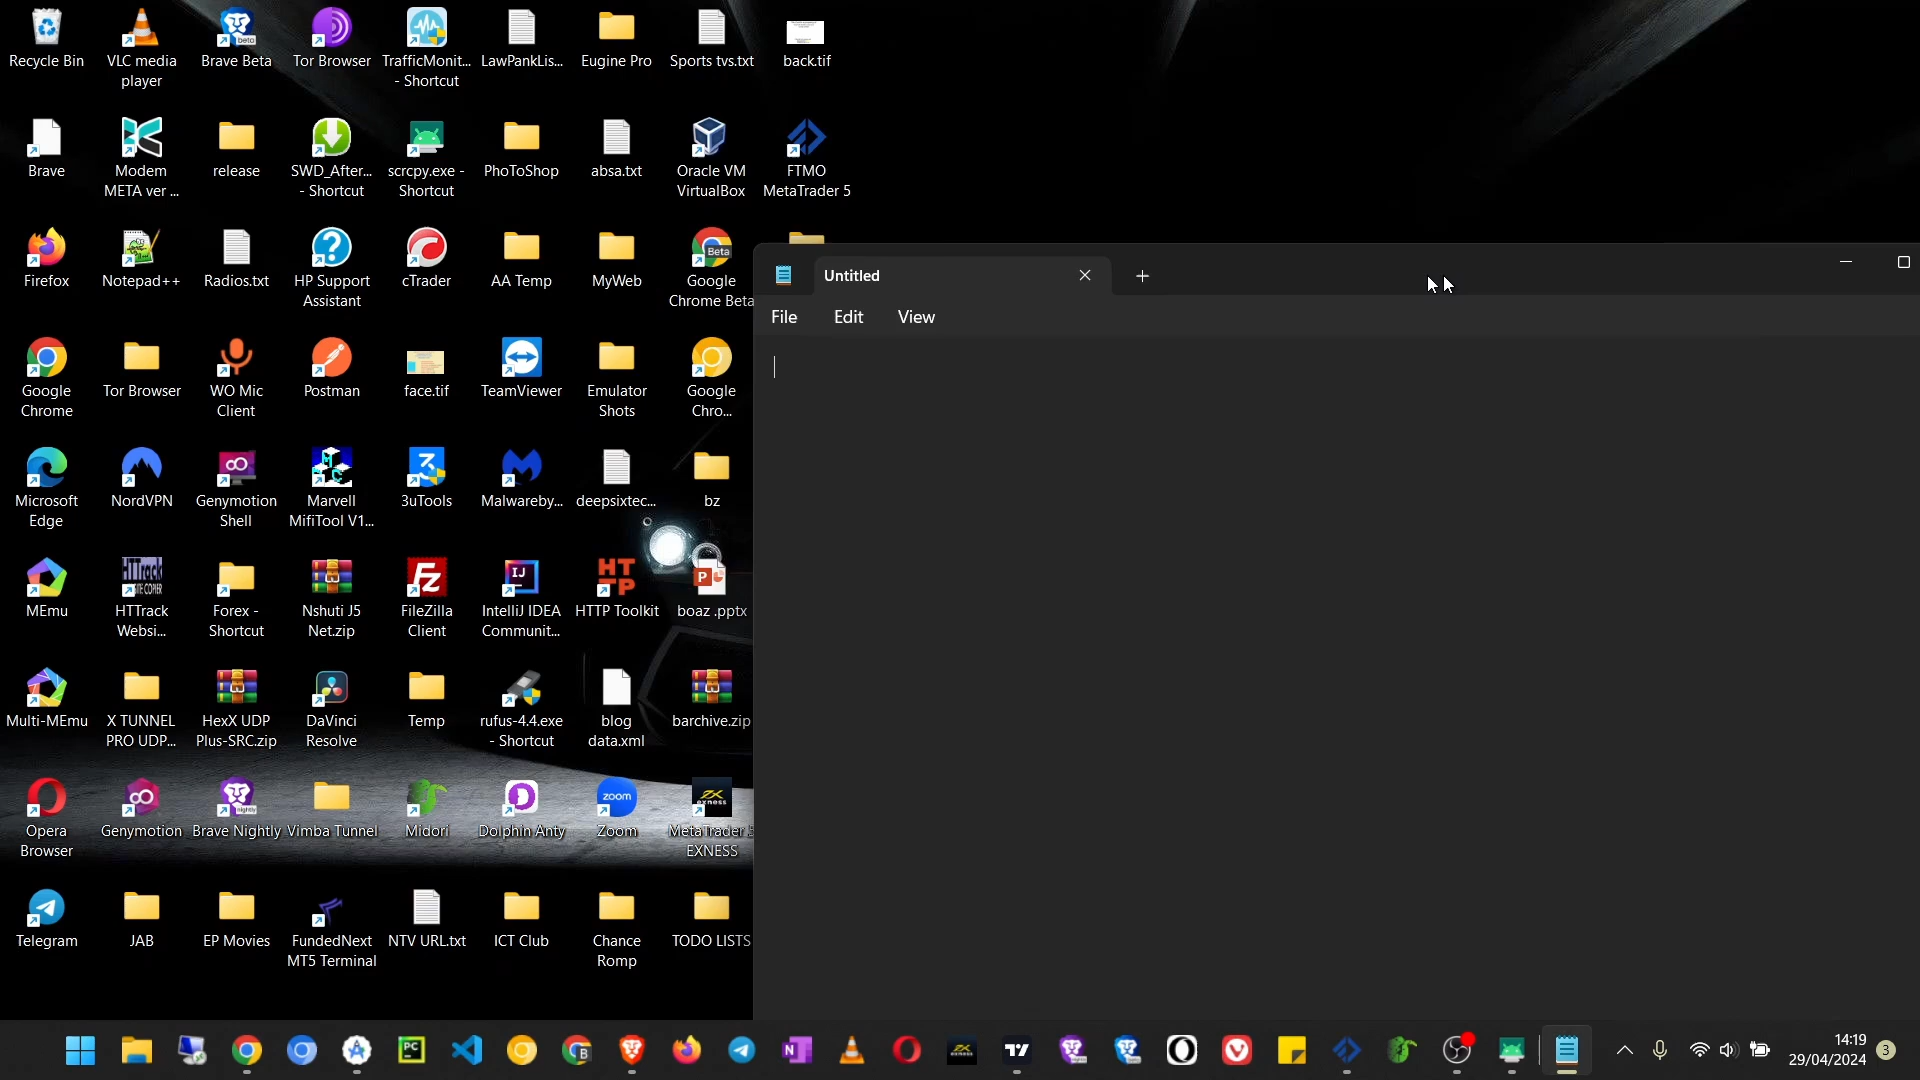 Recycle Bin
VLC media
player
Brave Beta
Tor Browser
TrafficMonit...
- Shortcut
LawPankLis...
Eugine Pro
Sports tvs.txt
back.tif
Brave
Modem
META ver ...
release
SWD_After...
- Shortcut
scrcpy.exe -
Shortcut
PhoToShop
absa.txt
Oracle VM
VirtualBox
FTMO
MetaTrader 5
Firefox
Notepad++
Radios.txt
HP Support
Assistant
cTrader
AA Temp
MyWeb
Beta
Google
Chrome Beta
Untitled
File Edit View
Google
Chrome
Tor Browser
WO Mic
Client
Postman
face.tif
TeamViewer
Emulator
Shots
Google
Chro...
Microsoft
Edge
NordVPN
Genymotion
Shell
Marvell
MifiTool V1...
3uTools
Malwareby...
deepsixtec...
bz
MEmu
HTTrack
Websi...
Forex -
Shortcut
Nshuti J5
Net.zip
FileZilla
Client
IJ
IntelliJ IDEA
Communit...
HT
TP
HTTP Toolkit
boaz .pptx
Multi-MEmu
X TUNNEL
PRO UDP...
HexX UDP
Plus-SRC.zip
DaVinci
Resolve
Temp
rufus-4.4.exe
- Shortcut
blog
data.xml
barchive.zip
Opera
Browser
Genymotion
Brave Nightly
Vimba Tunnel
Midori
Dolphin Anty
zoom
Zoom
exness
MetaTrader 5
EXNESS
Telegram
JAB
EP Movies
FundedNext
MT5 Terminal
NTV URL.txt
ICT Club
Chance
Romp
TODO LISTS
PC
14:19
29/04/2024
3